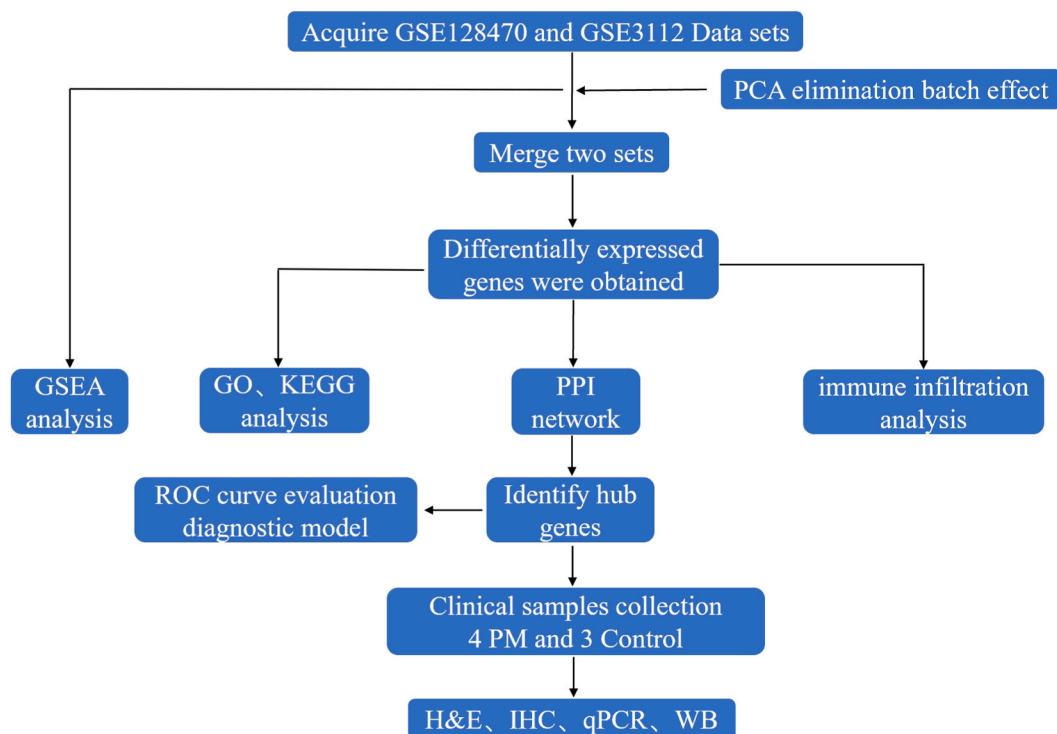 Acquire GSE128470 and GSE3112 Data sets
PCA elimination batch effect
Merge two sets
Differentially expressed
genes were obtained
GSEA
analysis
GO、KEGG
analysis
PPI
network
immune infiltration
analysis
ROC curve evaluation
diagnostic model
Identify hub
genes
Clinical samples collection
4 PM and 3 Control
H&E、IHC、qPCR、WB